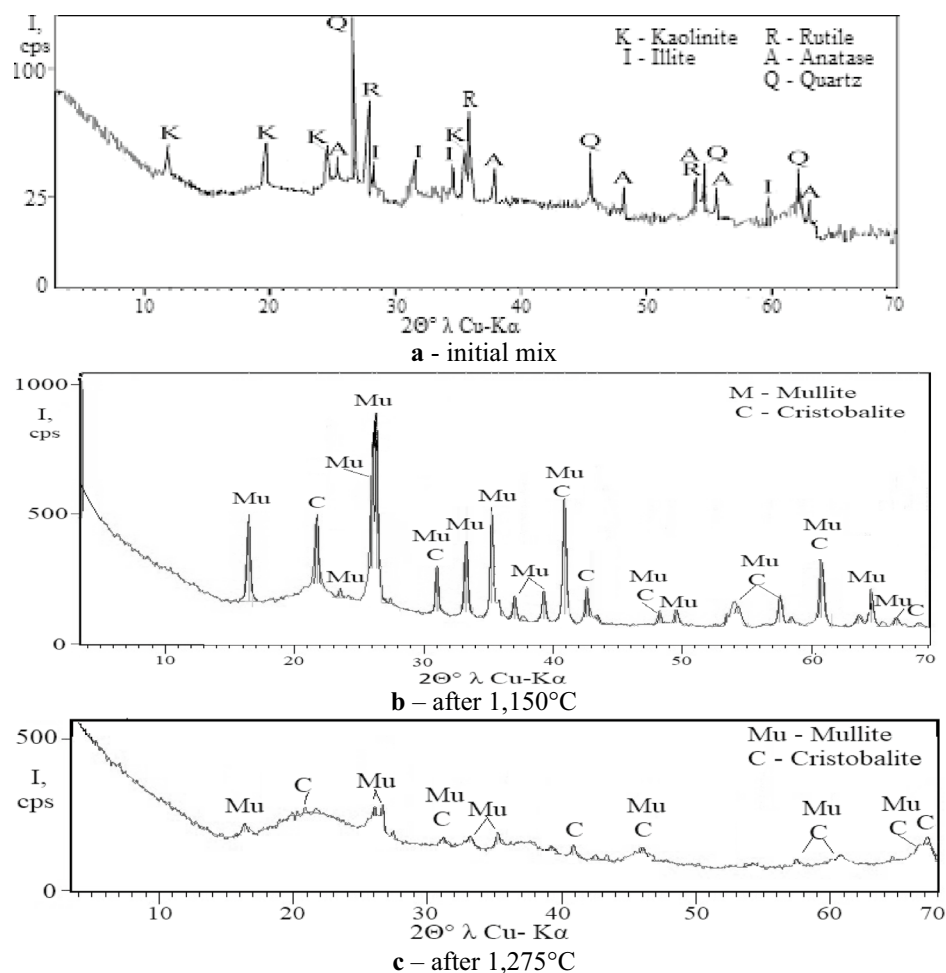 I, cps
K - Kaolinite R - Rutile
I - Illite A - Anatase
Q - Quartz
100
25
0
Q
K K K A R I I I K R A Q A A R Q A I Q A
10 20 30 40 50 60 70
2Θ° λ Cu-Kα
a - initial mix
1000
I, cps
M - Mullite
C - Cristobalite
500
0
Mu C Mu Mu Mu Mu C Mu Mu Mu Mu C C Mu C Mu Mu C Mu C Mu Mu C
10 20 30 40 50 60 70
2Θ° λ Cu-Kα
b – after 1,150°C
500
I, cps
Mu - Mullite
C - Cristobalite
0
Mu C Mu Mu C Mu C Mu C Mu C Mu C
10 20 30 40 50 60 70
2Θ° λ Cu- Kα
c – after 1,275°C